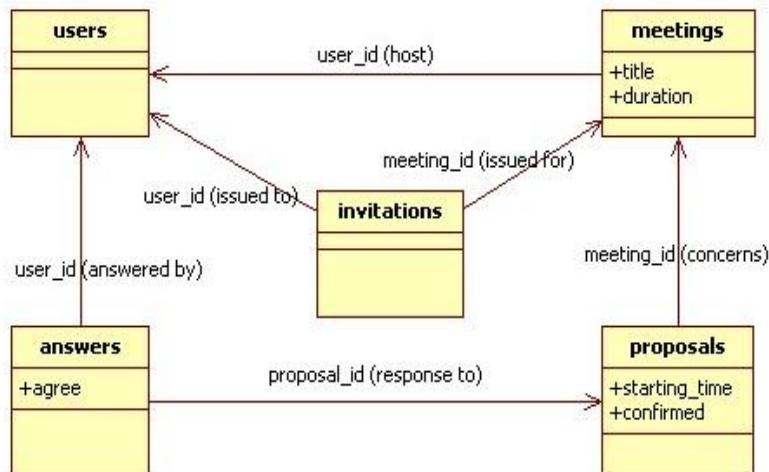 users
meetings
user_id (host)
+title
+duration
meeting_id (issued for)
user_id (issued to)
invitations
user_id (answered by)
meeting_id (concerns)
answers
proposals
+agree
proposal_id (response to)
+starting_time
+confirmed